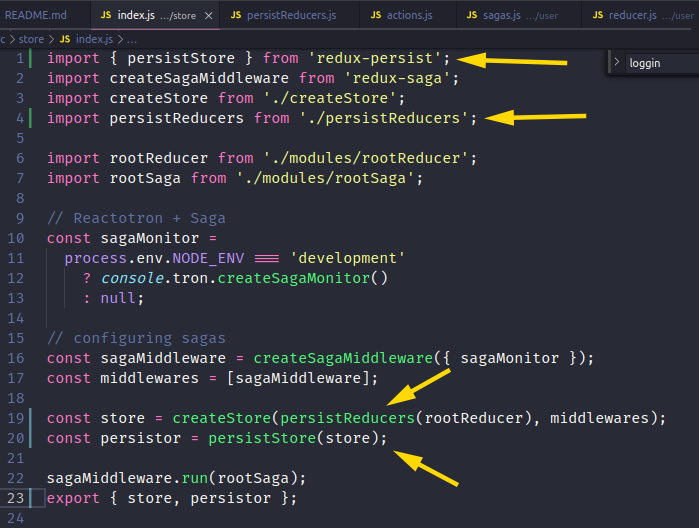 README.md JS index.js .../store × JS persistReducers.js JS actions.js JS sagas.js .../user JS reducer.js .../user
c > store > JS index.js > ...
loggin
1 import { persistStore } from 'redux-persist';
2 import createSagaMiddleware from 'redux-saga';
3 import createStore from './createStore';
4 import persistReducers from './persistReducers';
5
6 import rootReducer from './modules/rootReducer';
7 import rootSaga from './modules/rootSaga';
8
9 // Reactotron + Saga
10 const sagaMonitor =
11 process.env.NODE_ENV === 'development'
12 ? console.tron.createSagaMonitor()
13 : null;
14
15 // configuring sagas
16 const sagaMiddleware = createSagaMiddleware({ sagaMonitor });
17 const middlewares = [sagaMiddleware];
18
19 const store = createStore(persistReducers(rootReducer), middlewares);
20 const persistor = persistStore(store);
21
22 sagaMiddleware.run(rootSaga);
23 export { store, persistor };
24